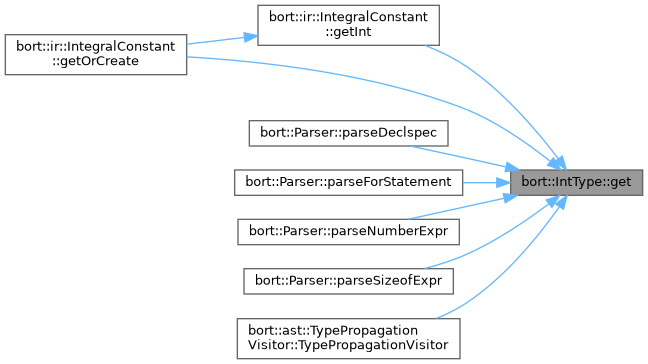 bort::ir::IntegralConstant
::getInt
bort::ir::IntegralConstant
::getOrCreate
bort::Parser::parseDeclspec
bort::Parser::parseForStatement
bort::IntType::get
bort::Parser::parseNumberExpr
bort::Parser::parseSizeofExpr
bort::ast::TypePropagation
Visitor::TypePropagationVisitor